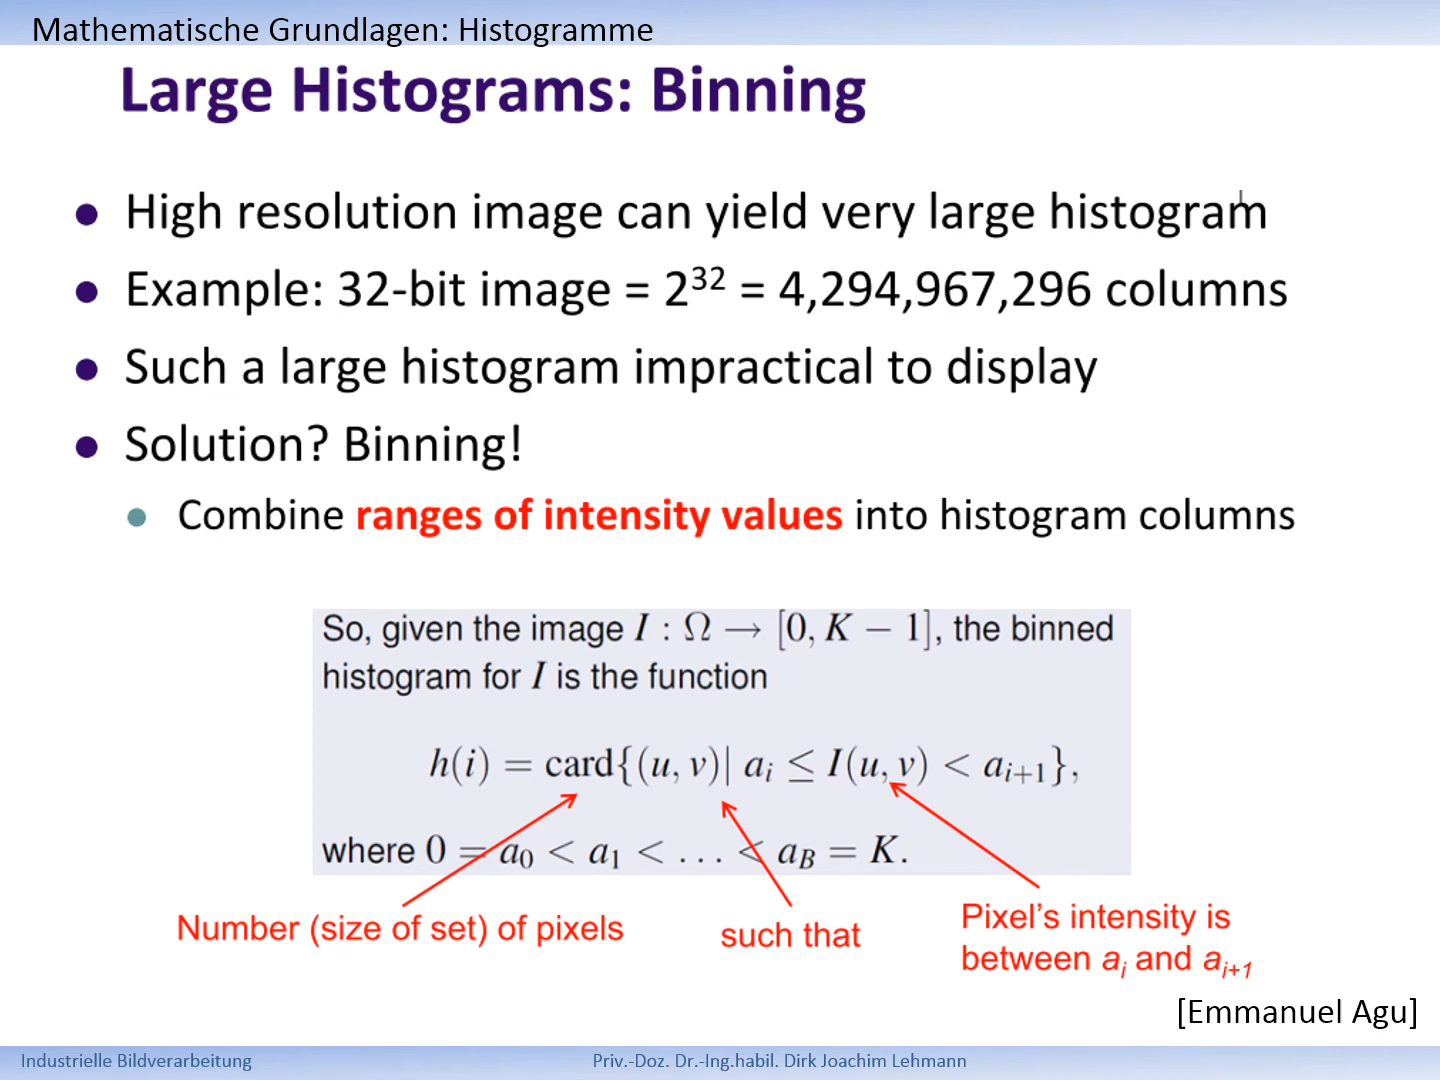 Mathematische Grundlagen: Histogramme
Large Histograms: Binning
High resolution image can yield very large histogram
Example: 32-bit image = 2³² = 4,294,967,296 columns
Such a large histogram impractical to display
Solution? Binning!
Combine ranges of intensity values into histogram columns
So, given the image I : Ω → [0, K − 1], the binned
histogram for I is the function
h(i) = card{(u, v)| aᵢ ≤ I(u, v) < aᵢ₊₁},
where 0 = a₀ < a₁ < . . . < a_B = K.
Number (size of set) of pixels
such that
Pixel's intensity is
between aᵢ and aᵢ₊₁
[Emmanuel Agu]
Industrielle Bildverarbeitung
Priv.-Doz. Dr.-Ing.habil. Dirk Joachim Lehmann